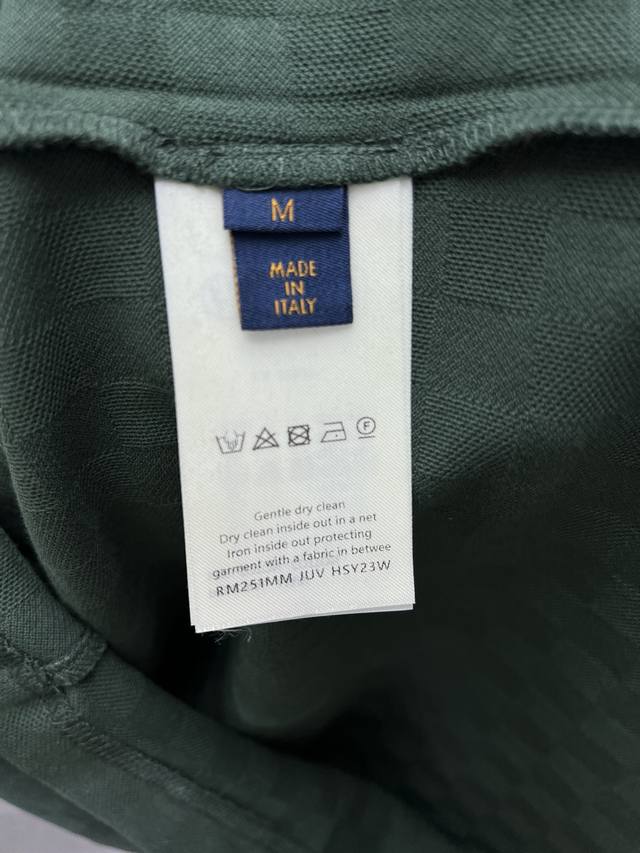 M
MADE
IN
ITALY
F
Gentle dry clean
Dry clean inside out in a net
Iron inside out protecting
garment with a fabric in betwee
RM251MM JUV HSY23W